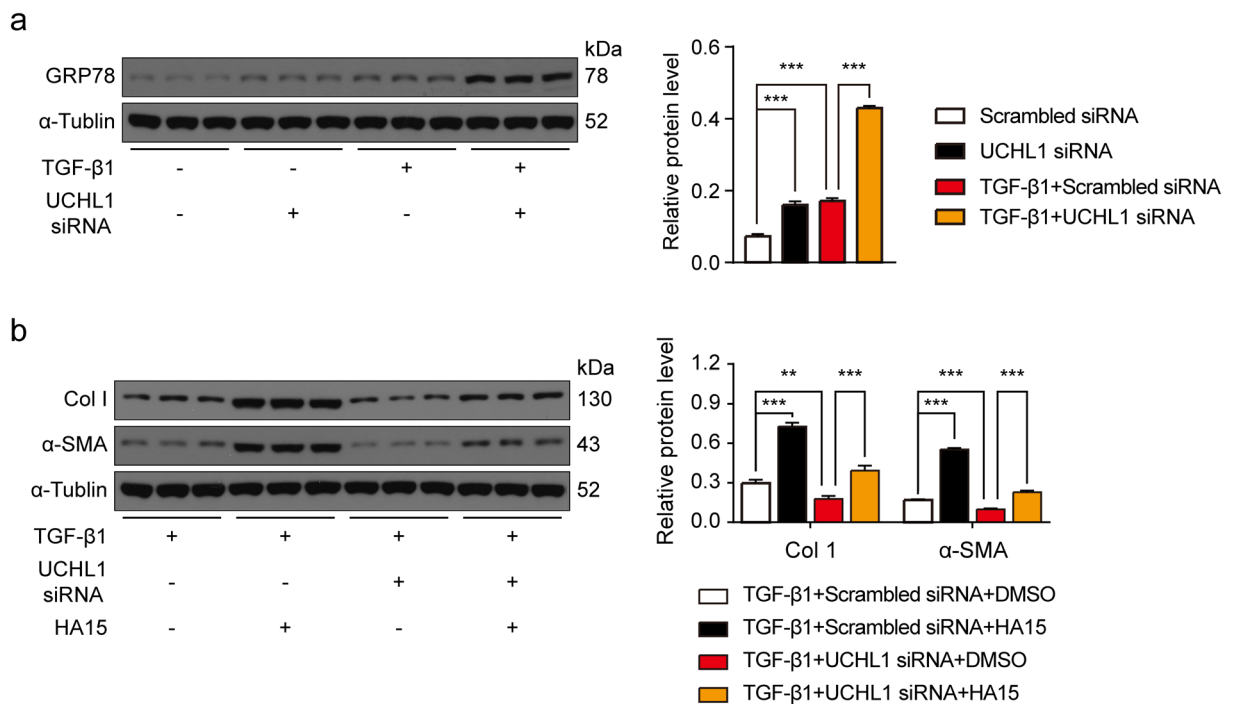 a
kDa
GRP78
78
α-Tublin
52
TGF-β1 - - + +
UCHL1
siRNA
- + - +
Relative protein level
0.6
0.4
0.2
0.0
***
***
***
Scrambled siRNA
UCHL1 siRNA
TGF-β1+Scrambled siRNA
TGF-β1+UCHL1 siRNA
b
kDa
Col I
130
α-SMA
43
α-Tublin
52
TGF-β1 + + + +
UCHL1
siRNA
- - + +
HA15 - + - +
Relative protein level
1.2
0.9
0.6
0.3
0.0
** ***
***
*** ***
***
Col 1
α-SMA
TGF-β1+Scrambled siRNA+DMSO
TGF-β1+Scrambled siRNA+HA15
TGF-β1+UCHL1 siRNA+DMSO
TGF-β1+UCHL1 siRNA+HA15